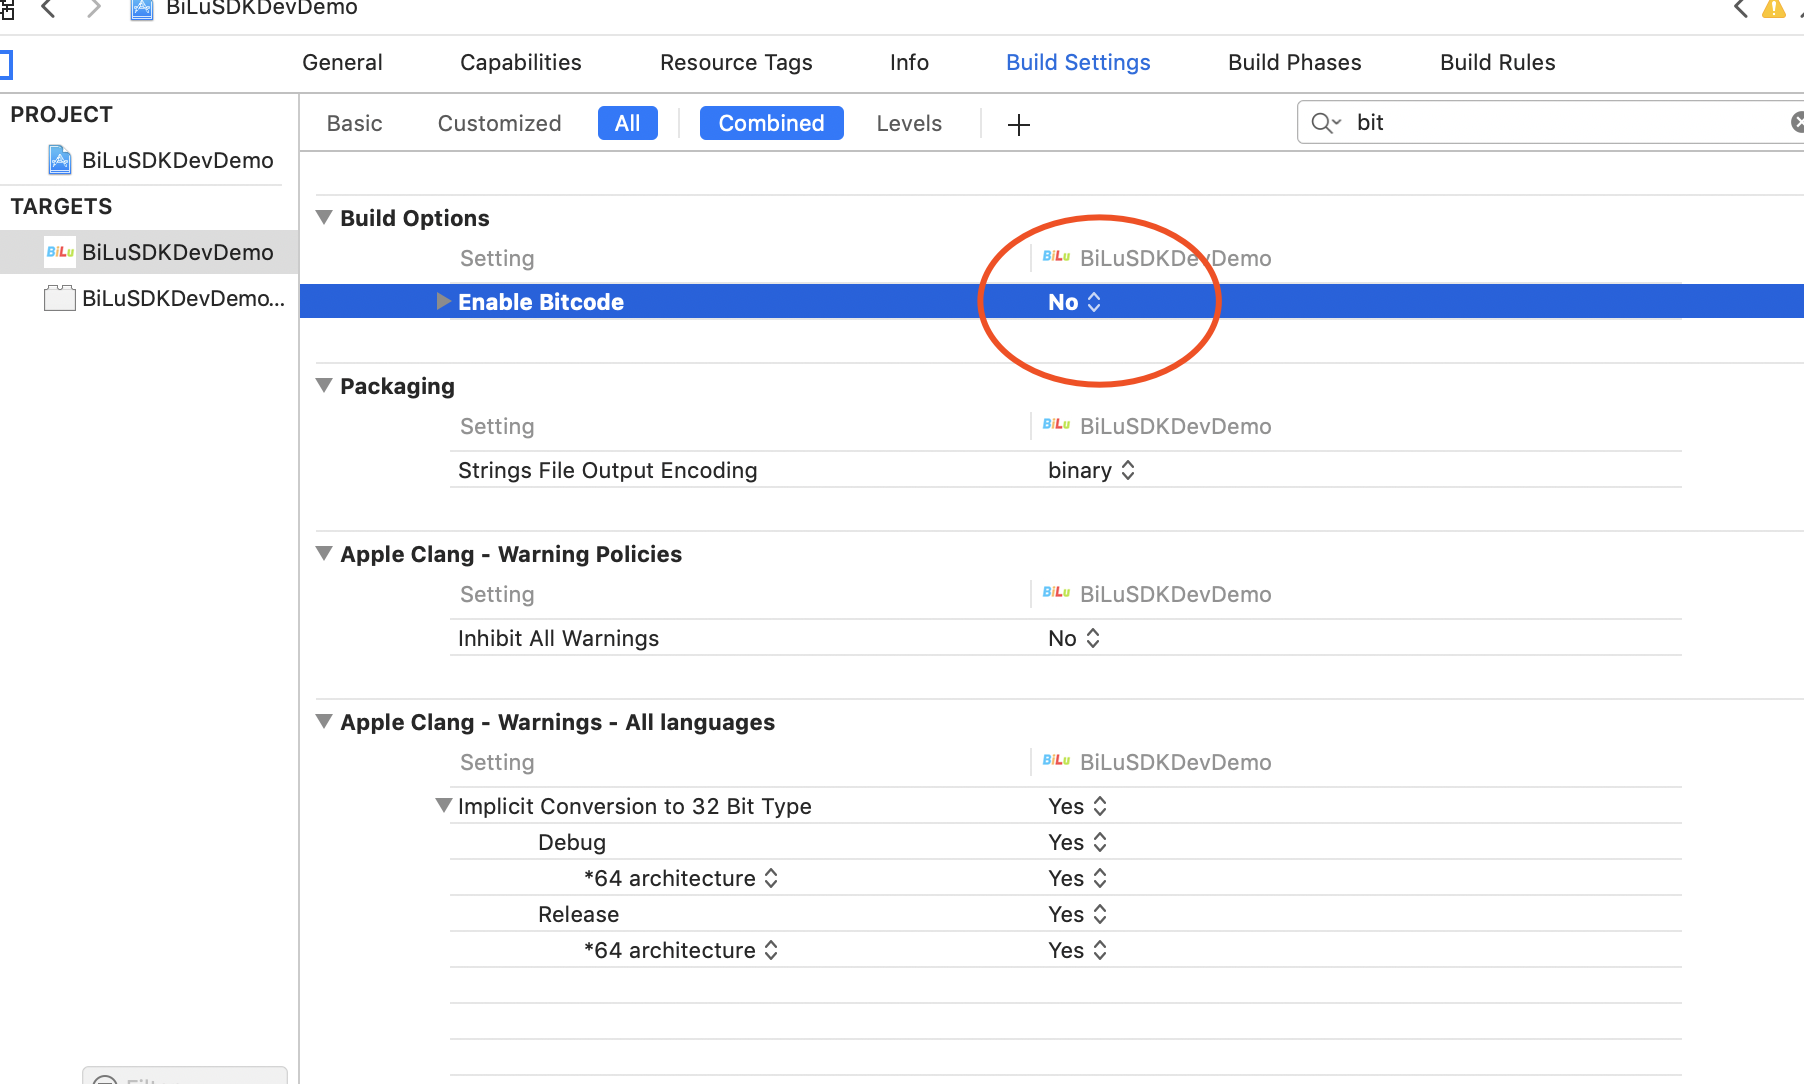 BiLuSDKDevDemo
General Capabilities Resource Tags Info Build Settings Build Phases Build Rules
PROJECT
BiLuSDKDevDemo
TARGETS
BiLu BiLuSDKDevDemo
BiLuSDKDevDemo...
Basic Customized All Combined Levels + bit
Build Options
Setting BiLu BiLuSDKDevDemo
Enable Bitcode No
Packaging
Setting BiLu BiLuSDKDevDemo
Strings File Output Encoding binary
Apple Clang - Warning Policies
Setting BiLu BiLuSDKDevDemo
Inhibit All Warnings No
Apple Clang - Warnings - All languages
Setting BiLu BiLuSDKDevDemo
Implicit Conversion to 32 Bit Type Yes
Debug Yes
*64 architecture Yes
Release Yes
*64 architecture Yes